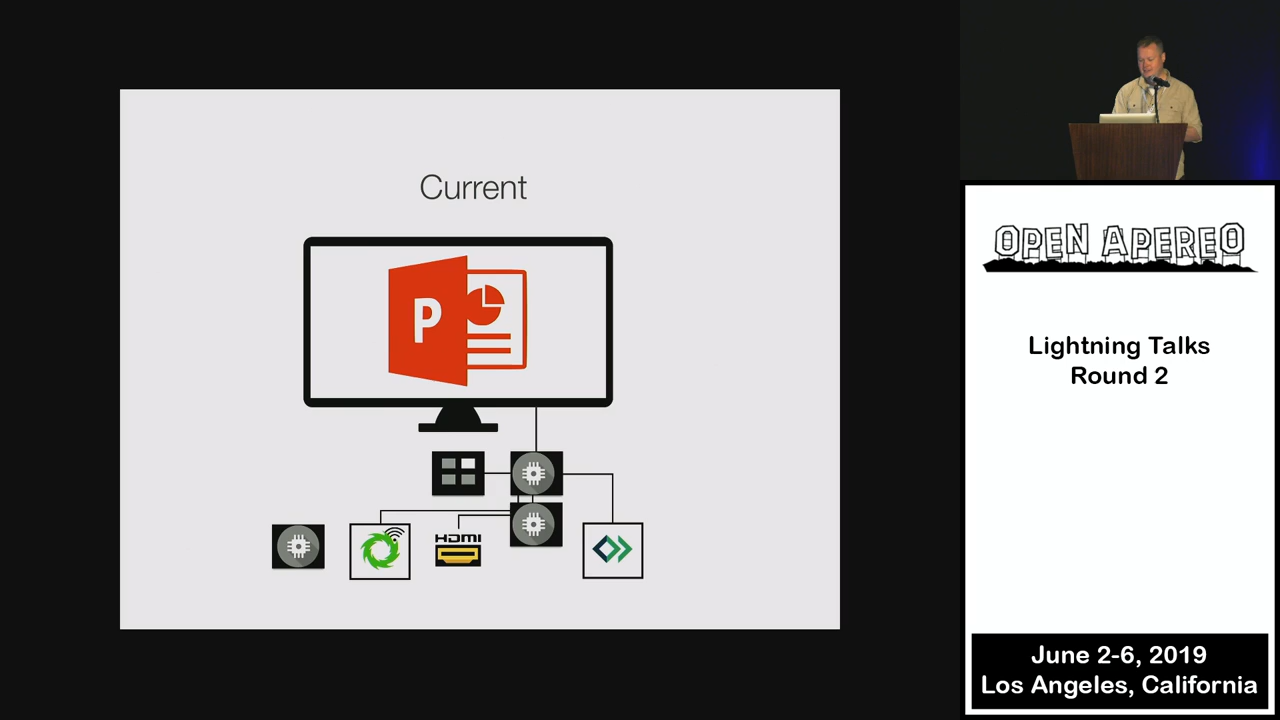 Current
P
HDMI
OPEN APEREO
Lightning Talks
Round 2
June 2-6, 2019
Los Angeles, California